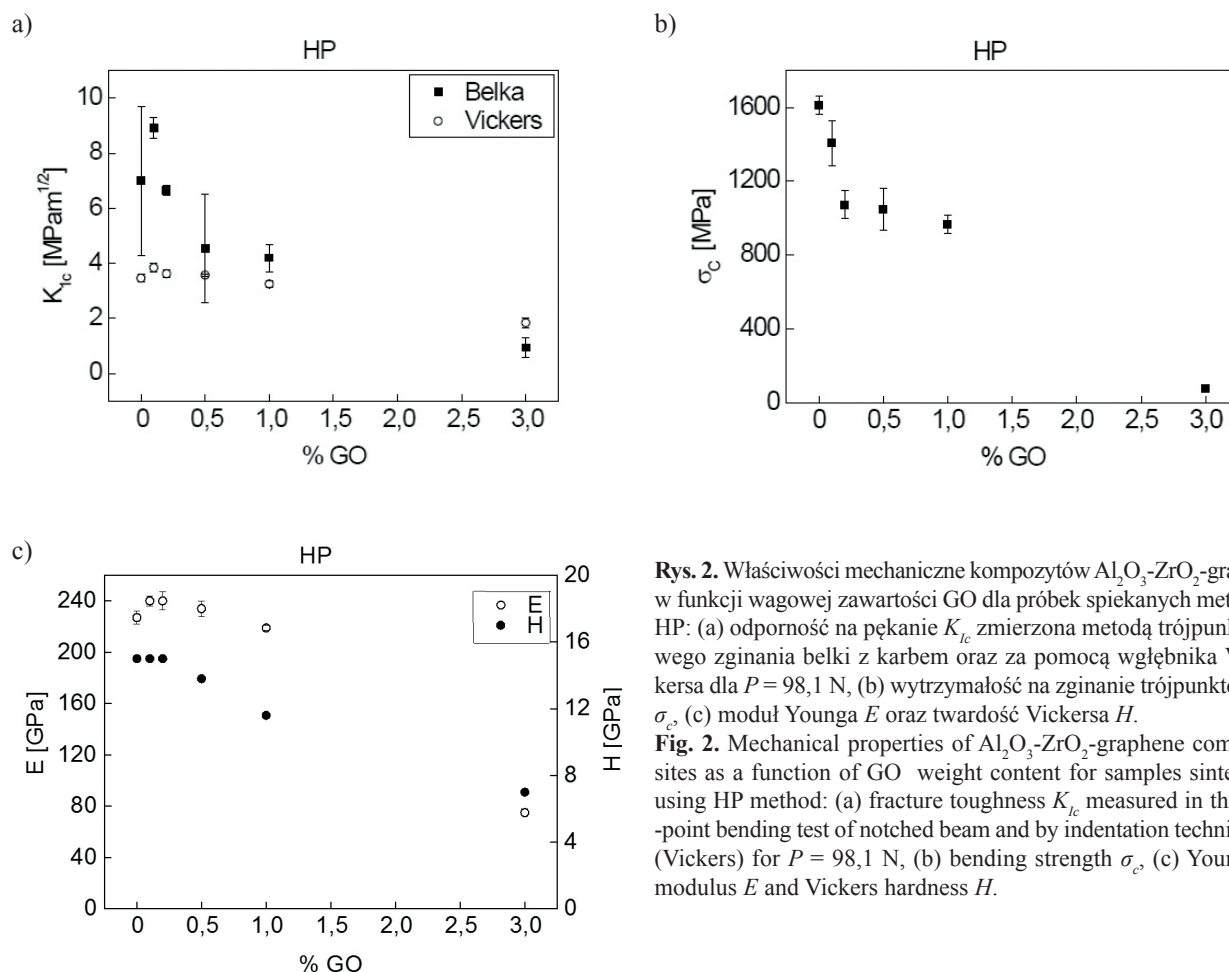 a)
HP
10
8
6
4
2
0
K_Ic [MPam^1/2]
■ Belka
○ Vickers
0 0,5 1,0 1,5 2,0 2,5 3,0
% GO
b)
HP
1600
1200
800
400
0
σ_C [MPa]
0 0,5 1,0 1,5 2,0 2,5 3,0
% GO
c)
HP
240
200
160
120
80
40
0
E [GPa]
○ E
● H
20
16
12
8
4
0
H [GPa]
0 0,5 1,0 1,5 2,0 2,5 3,0
% GO
Rys. 2. Właściwości mechaniczne kompozytów Al₂O₃-ZrO₂-gra
w funkcji wagowej zawartości GO dla próbek spiekanych met
HP: (a) odporność na pękanie K_Ic zmierzona metodą trójpunk
wego zginania belki z karbem oraz za pomocą wgłębnika V
kersa dla P = 98,1 N, (b) wytrzymałość na zginanie trójpunkto
σ_c, (c) moduł Younga E oraz twardość Vickersa H.
Fig. 2. Mechanical properties of Al₂O₃-ZrO₂-graphene com
sites as a function of GO weight content for samples sinte
using HP method: (a) fracture toughness K_Ic measured in th
-point bending test of notched beam and by indentation techni
(Vickers) for P = 98,1 N, (b) bending strength σ_c, (c) Youn
modulus E and Vickers hardness H.